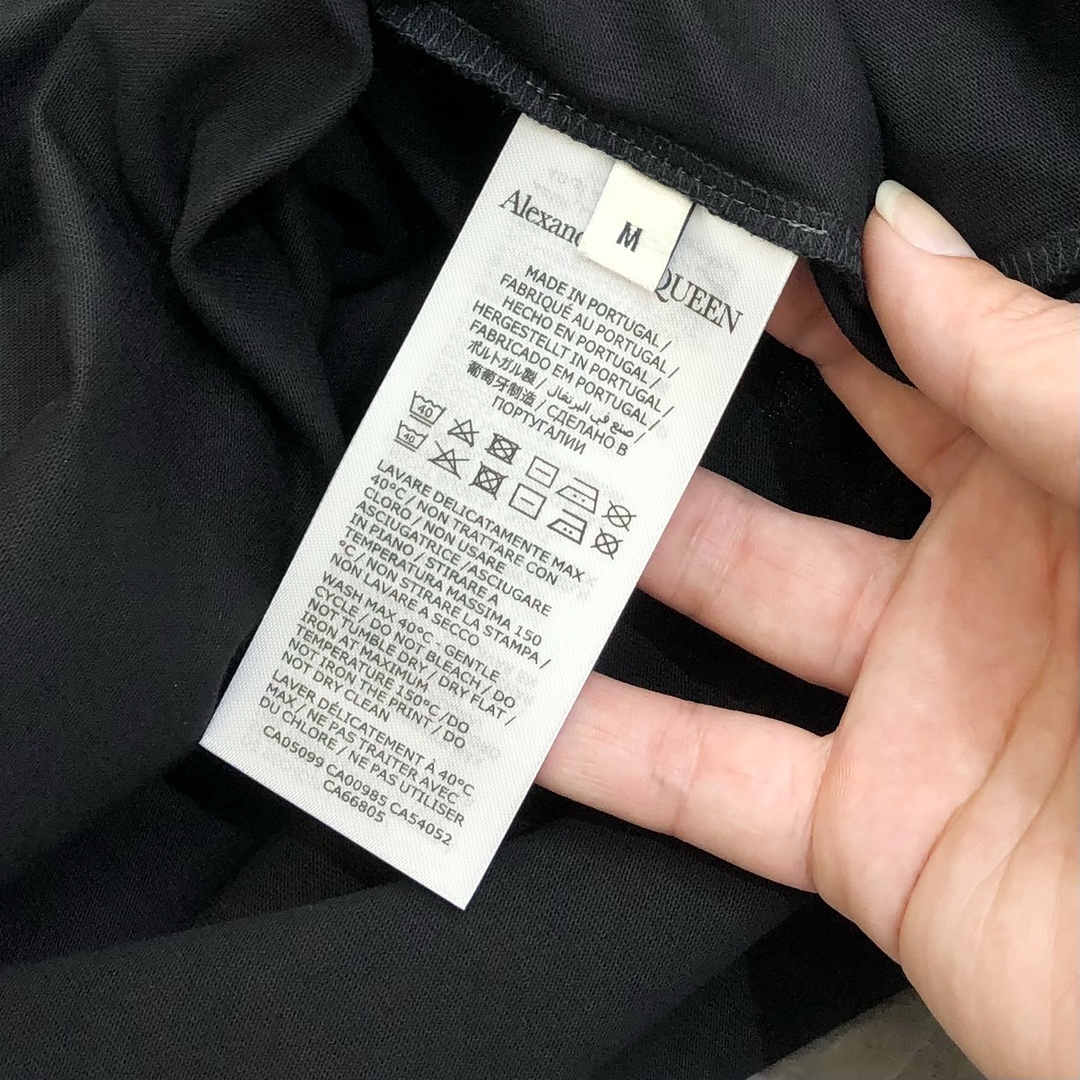 M
Alexand QUEEN
MADE IN PORTUGAL /
FABRIQUÉ AU PORTUGAL /
HECHO EN PORTUGAL /
HERGESTELLT IN PORTUGAL /
FABRICADO EM PORTUGAL /
ポルトガル製 / صنع في البرتغال /
葡萄牙制造 / СДЕЛАНО В
ПОРТУГАЛИИ
40
40
LAVARE DELICATAMENTE MAX
40°C / NON TRATTARE CON
CLORO / NON USARE
ASCIUGATRICE /ASCIUGARE
IN PIANO / STIRARE A
TEMPERATURA MASSIMA 150
°C/ NON STIRARE LA STAMPA /
NON LAVARE A SECCO
WASH MAX 40°C - GENTLE
CYCLE / DO NOT BLEACH / DO
NOT TUMBLE DRY / DRY FLAT /
IRON AT MAXIMUM
TEMPERATURE 150°C /DO
NOT IRON THE PRINT / DO
NOT DRY CLEAN
LAVER DÉLICATEMENT À 40°C
MAX / NE PAS TRAITER AVEC
DU CHLORE / NE PAS UTILISER
CA05099 CA00985 CA54052
CA66805